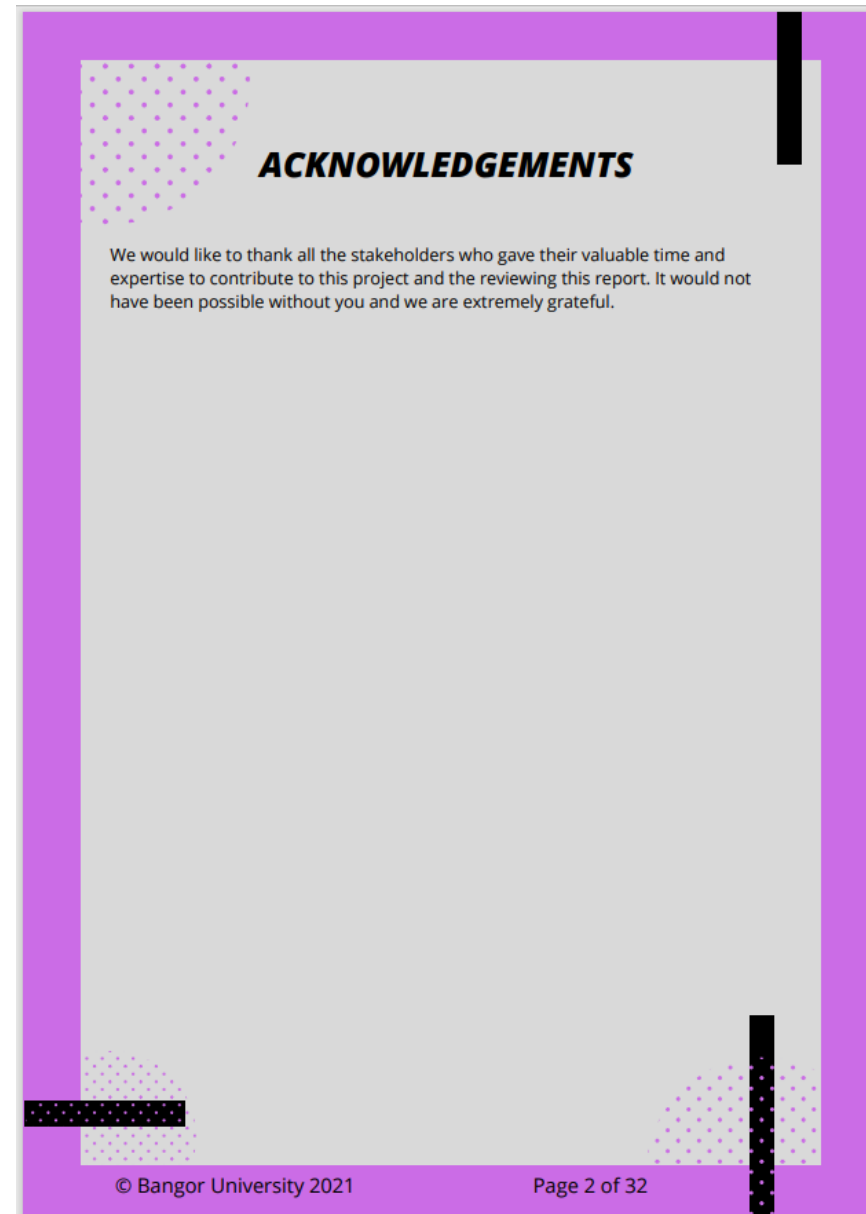 ACKNOWLEDGEMENTS
We would like to thank all the stakeholders who gave their valuable time and
expertise to contribute to this project and the reviewing this report. It would not
have been possible without you and we are extremely grateful.
© Bangor University 2021 Page 2 of 32